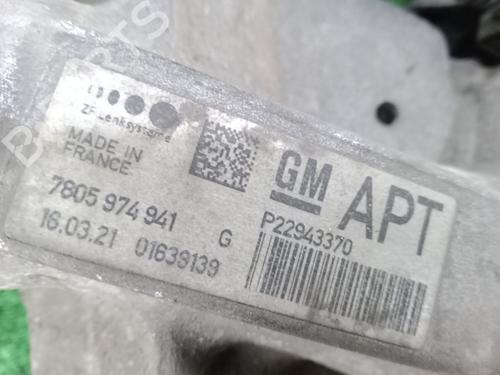 ZF Lenksysteme
MADE IN
FRANCE
7805 974 941
16.03.21 01639139
G
GM APT
P22943370